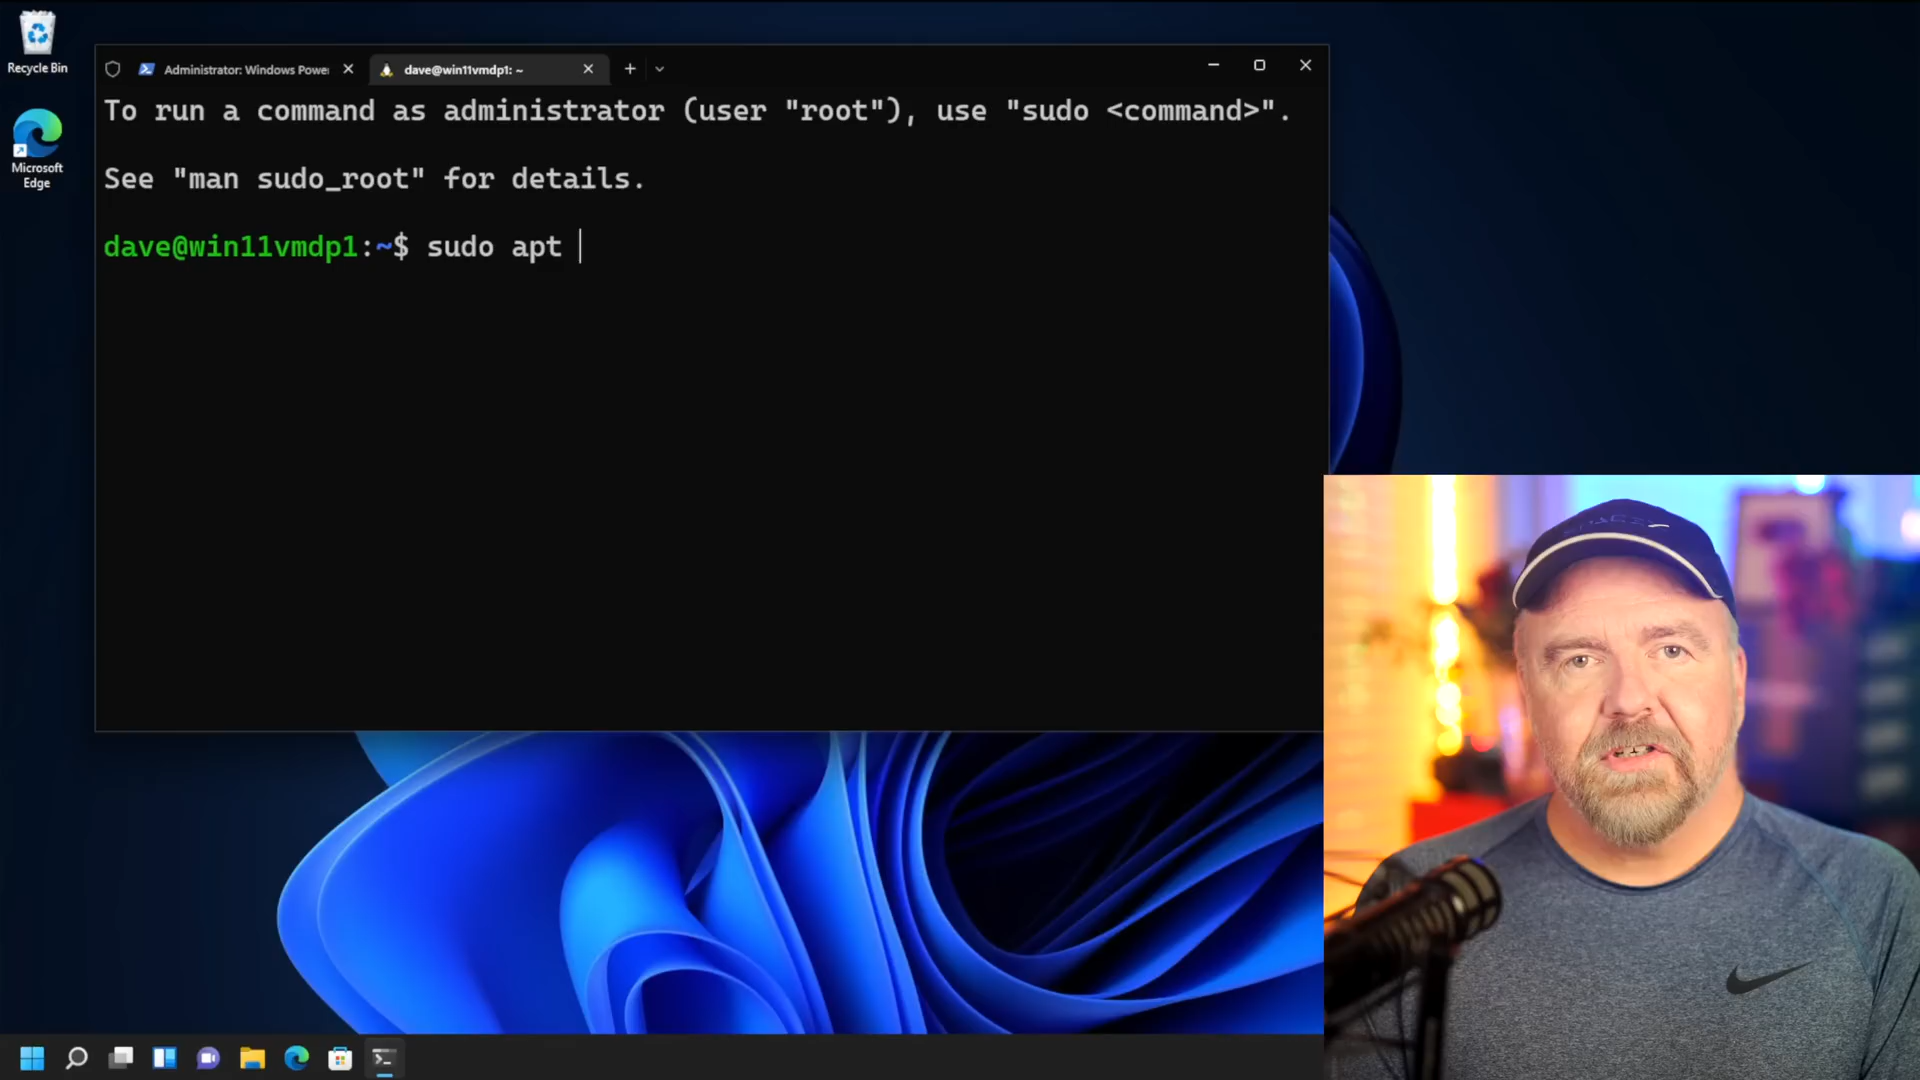 Recycle Bin
Microsoft
Edge
Administrator: Windows Power
dave@win11vmdp1: ~
To run a command as administrator (user "root"), use "sudo <command>".
See "man sudo_root" for details.
dave@win11vmdp1:~$ sudo apt